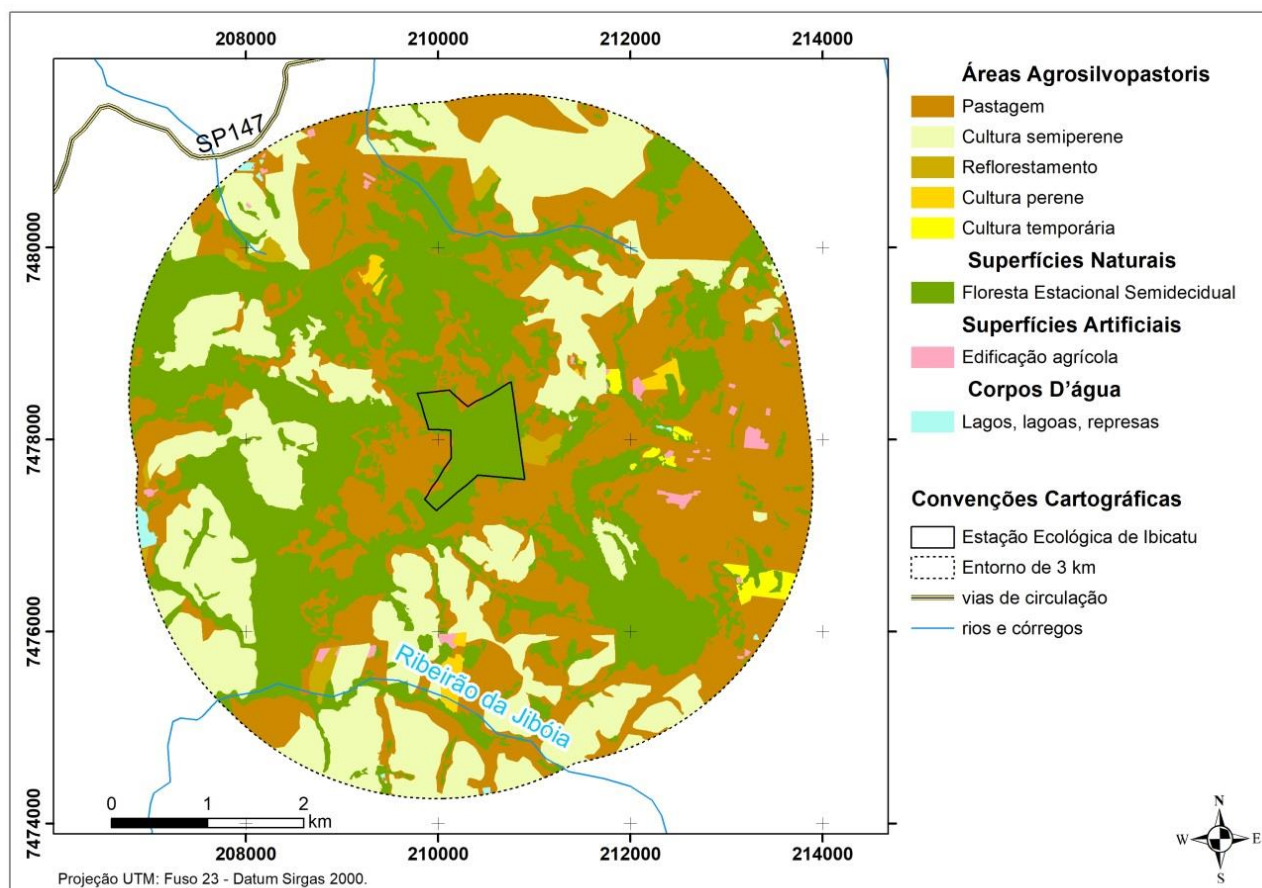 208000 210000 212000 214000
Áreas Agrosilvopastoris
Pastagem
SP147
Cultura semiperene
Reflorestamento
Cultura perene
7480000
Cultura temporária
Superfícies Naturais
Floresta Estacional Semidecidual
Superfícies Artificiais
Edificação agrícola
Corpos D'água
Lagos, lagoas, represas
7478000
Convenções Cartográficas
Estação Ecológica de Ibicatu
Entorno de 3 km
vias de circulação
rios e córregos
7476000
Ribeirão da Jibóia
0 1 2
km
7474000
208000 210000 212000 214000
N
W E
S
Projeção UTM: Fuso 23 - Datum Sirgas 2000.